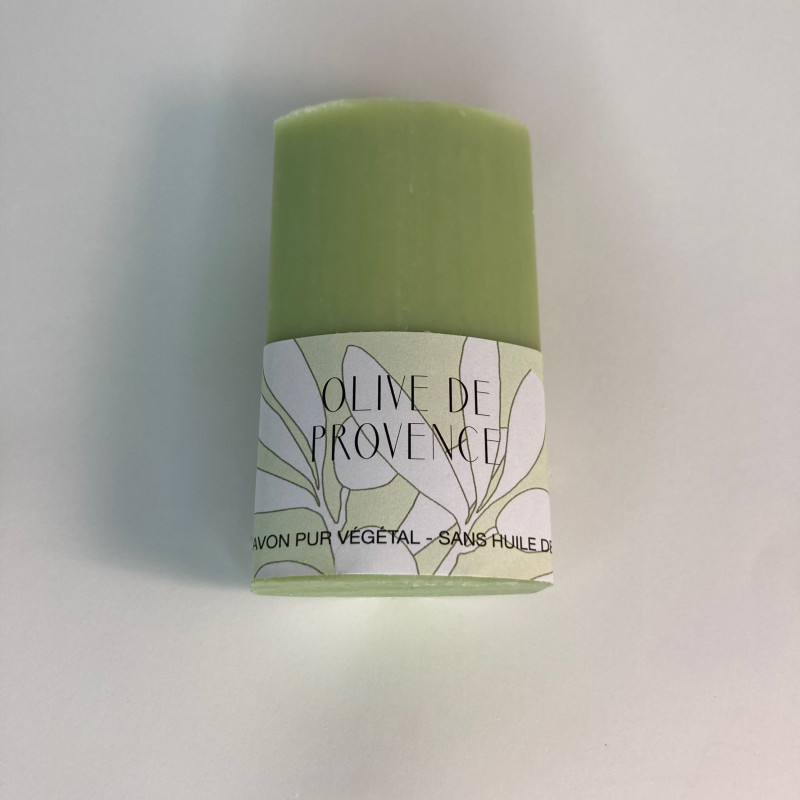 OLIVE DE
PROVENCE
AVON PUR VÉGÉTAL - SANS HUILE DE